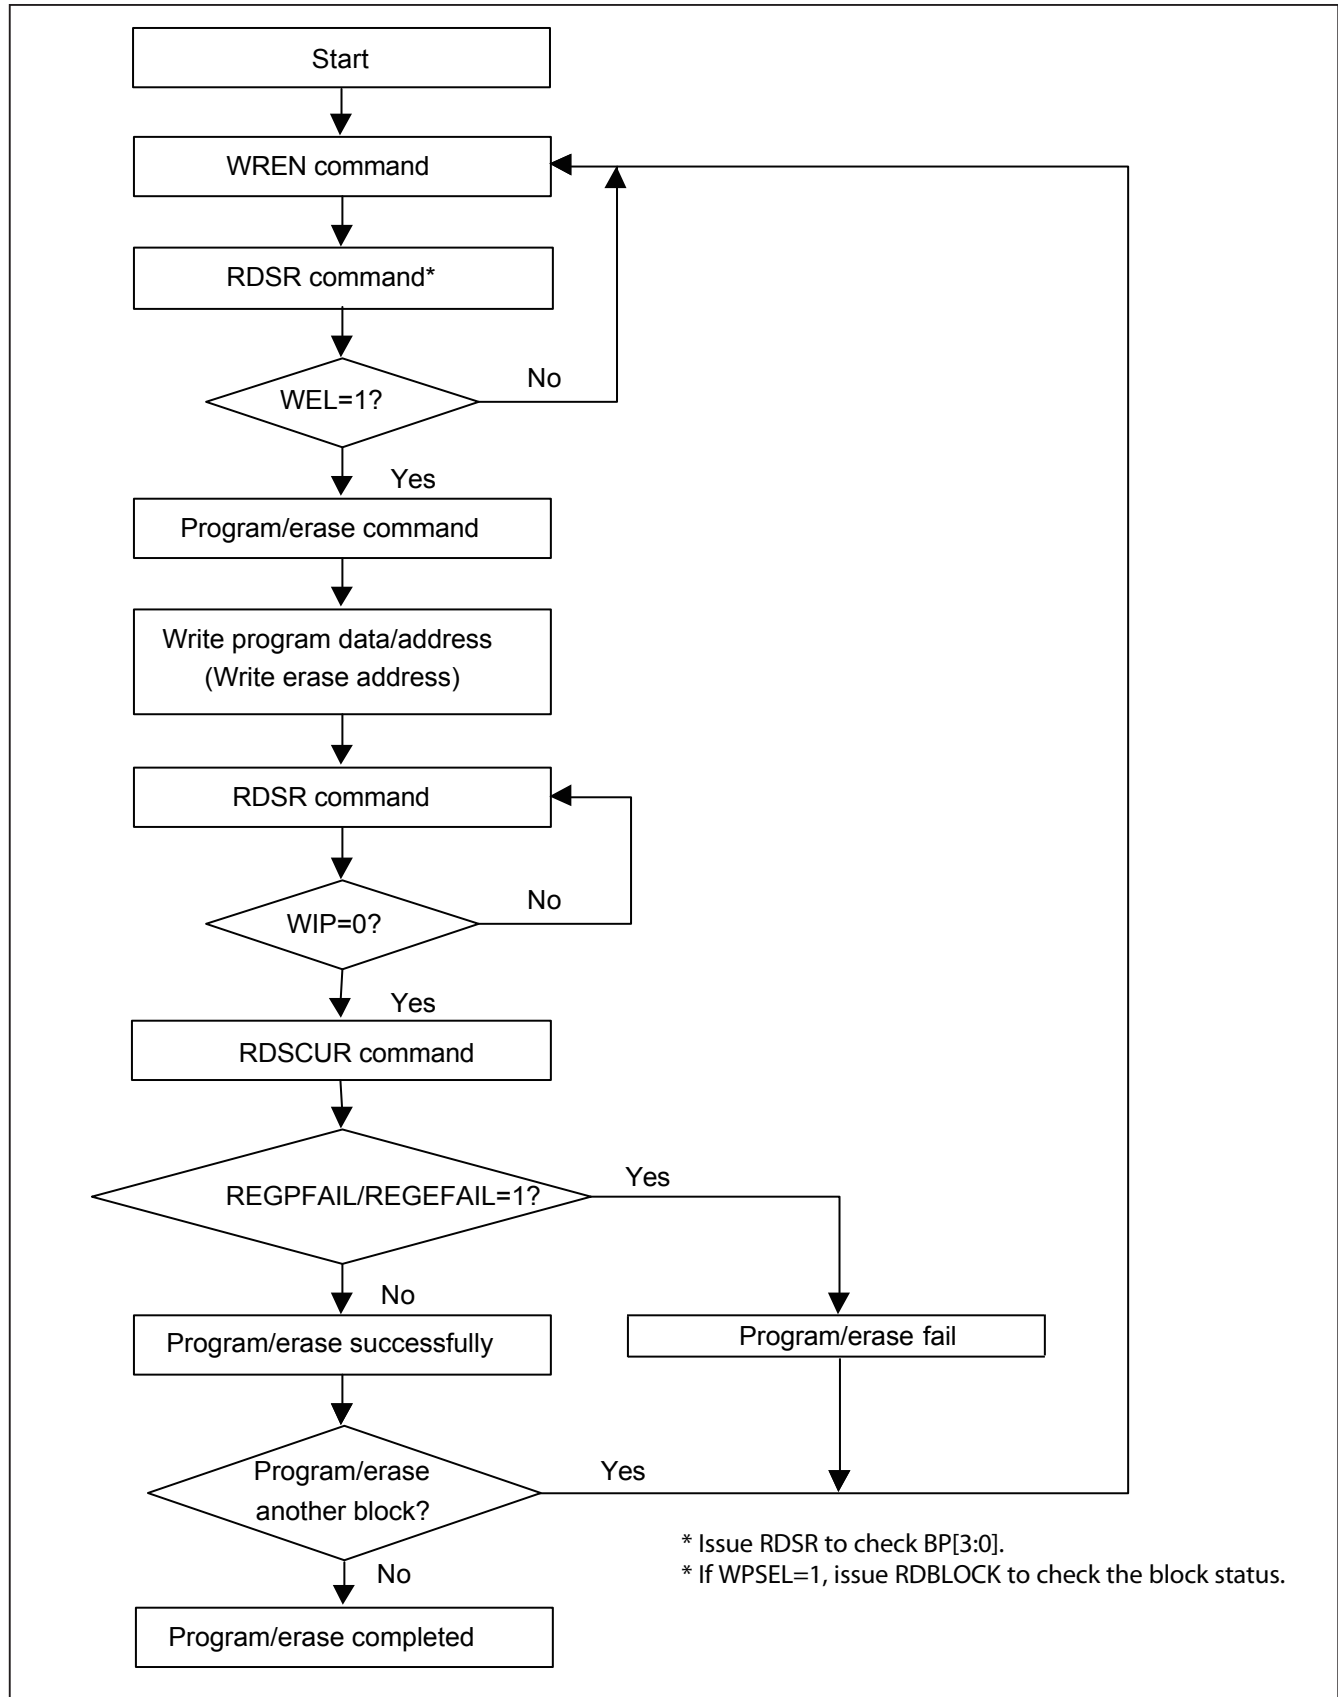 Start
WREN command
RDSR command*
WEL=1?
No
Yes
Program/erase command
Write program data/address
(Write erase address)
RDSR command
WIP=0?
No
Yes
RDSCUR command
REGPFAIL/REGEFAIL=1?
Yes
No
Program/erase successfully
Program/erase fail
Program/erase
another block?
Yes
No
* Issue RDSR to check BP[3:0].
* If WPSEL=1, issue RDBLOCK to check the block status.
Program/erase completed